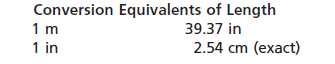 Conversion Equivalents of Length
1 m 39.37 in
1 in 2.54 cm (exact)